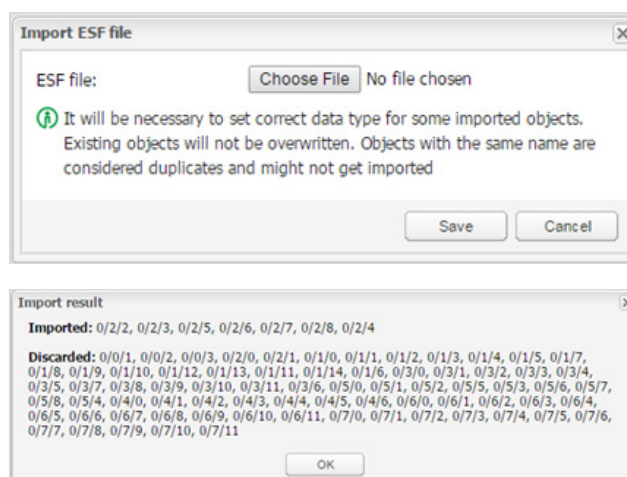 Import ESF file
ESF file: Choose File No file chosen
It will be necessary to set correct data type for some imported objects.
Existing objects will not be overwritten. Objects with the same name are
considered duplicates and might not get imported
Save Cancel
Import result
Imported: 0/2/2, 0/2/3, 0/2/5, 0/2/6, 0/2/7, 0/2/8, 0/2/4
Discarded: 0/0/1, 0/0/2, 0/0/3, 0/2/0, 0/2/1, 0/1/0, 0/1/1, 0/1/2, 0/1/3, 0/1/4, 0/1/5, 0/1/7,
0/1/8, 0/1/9, 0/1/10, 0/1/12, 0/1/13, 0/1/11, 0/1/14, 0/1/6, 0/3/0, 0/3/1, 0/3/2, 0/3/3, 0/3/4,
0/3/5, 0/3/7, 0/3/8, 0/3/9, 0/3/10, 0/3/11, 0/3/6, 0/5/0, 0/5/1, 0/5/2, 0/5/5, 0/5/3, 0/5/6, 0/5/7,
0/5/8, 0/5/4, 0/4/0, 0/4/1, 0/4/2, 0/4/3, 0/4/4, 0/4/5, 0/4/6, 0/6/0, 0/6/1, 0/6/2, 0/6/3, 0/6/4,
0/6/5, 0/6/6, 0/6/7, 0/6/8, 0/6/9, 0/6/10, 0/6/11, 0/7/0, 0/7/1, 0/7/2, 0/7/3, 0/7/4, 0/7/5, 0/7/6,
0/7/7, 0/7/8, 0/7/9, 0/7/10, 0/7/11
OK